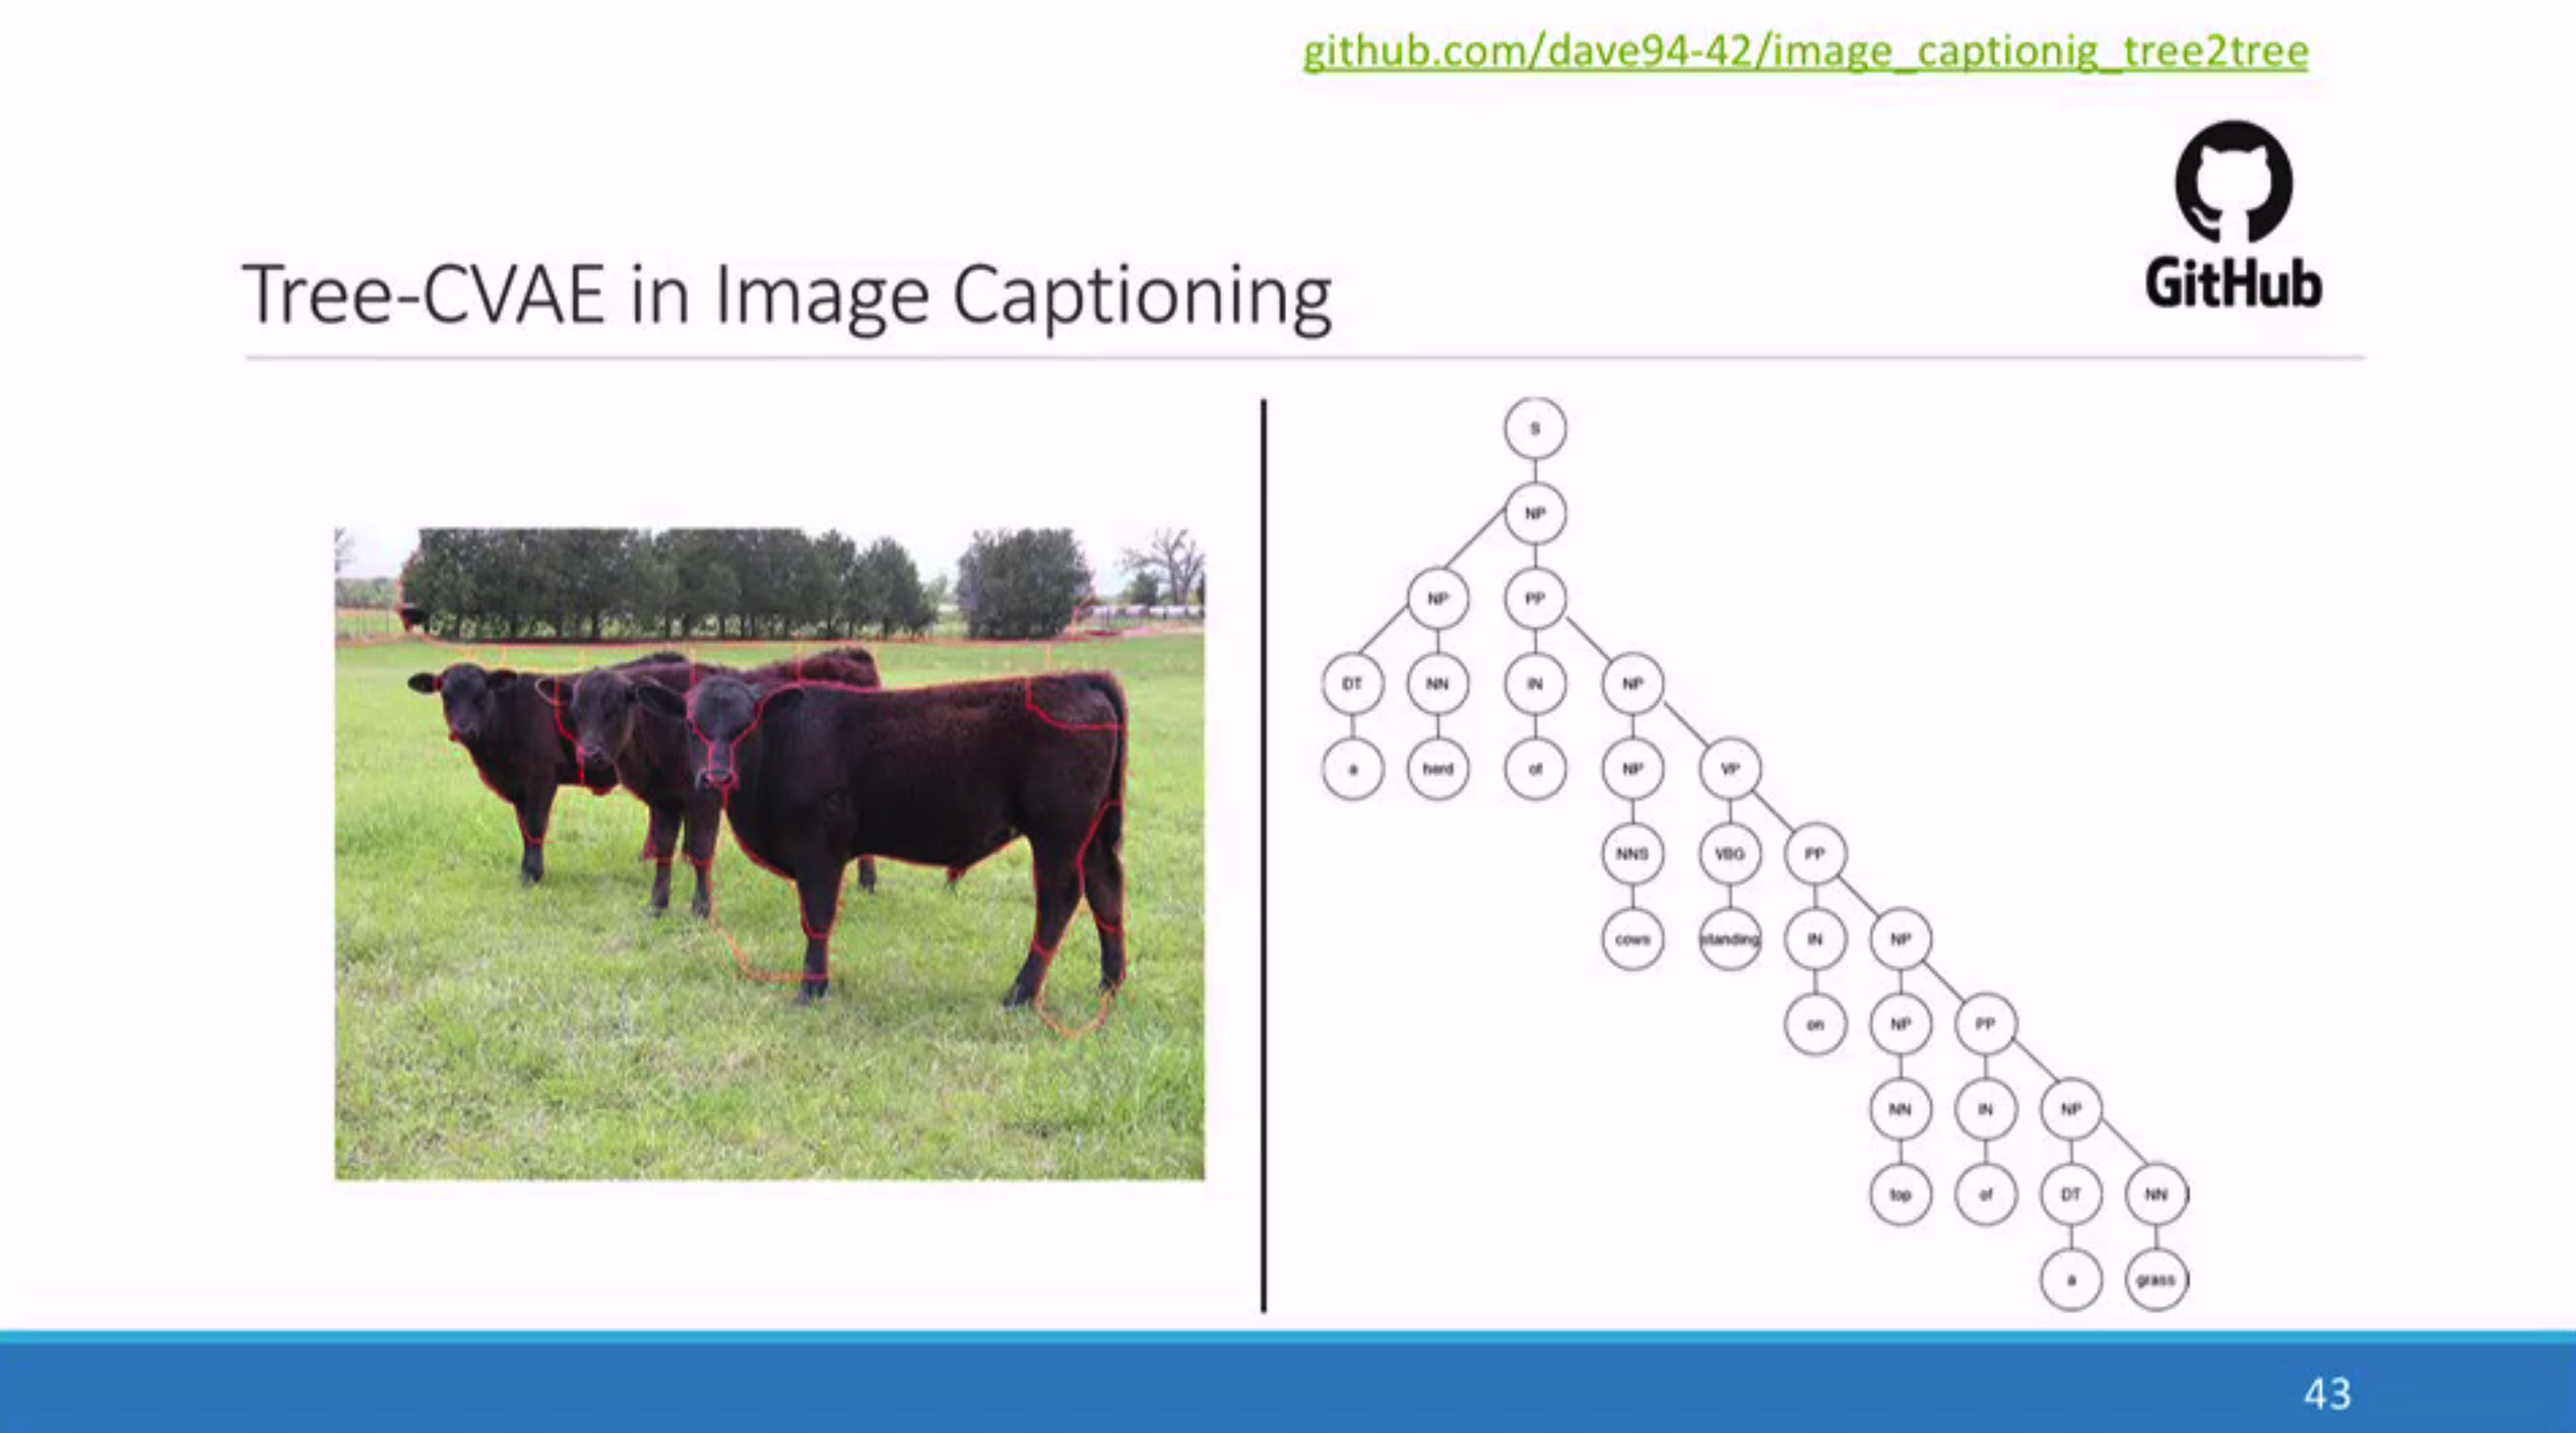 github.com/dave94-42/image_captionig_tree2tree
GitHub
Tree-CVAE in Image Captioning
S
NP
NP PP
DT NN IN NP
a herd of NP VP
NNS VBG PP
cows standing IN NP
on NP PP
NN IN NP
top of DT NN
a grass
43